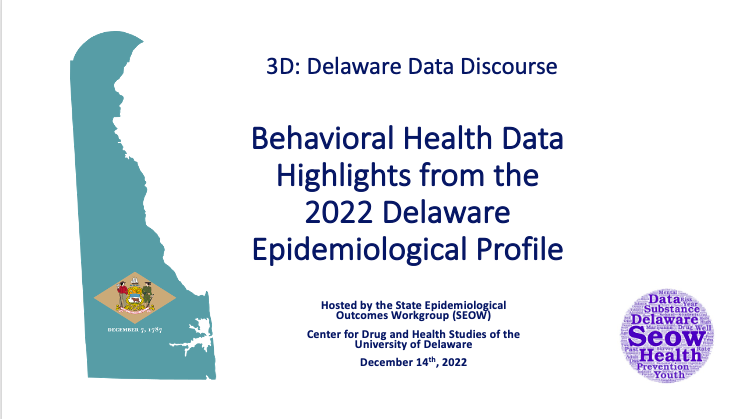 3D: Delaware Data Discourse
Behavioral Health Data
Highlights from the
2022 Delaware
Epidemiological Profile
Hosted by the State Epidemiological
Outcomes Workgroup (SEOW)
Center for Drug and Health Studies of the
University of Delaware
December 14th, 2022
DECEMBER 7, 1787
Data
Substance
Delaware
Seow
Health
Prevention
Youth